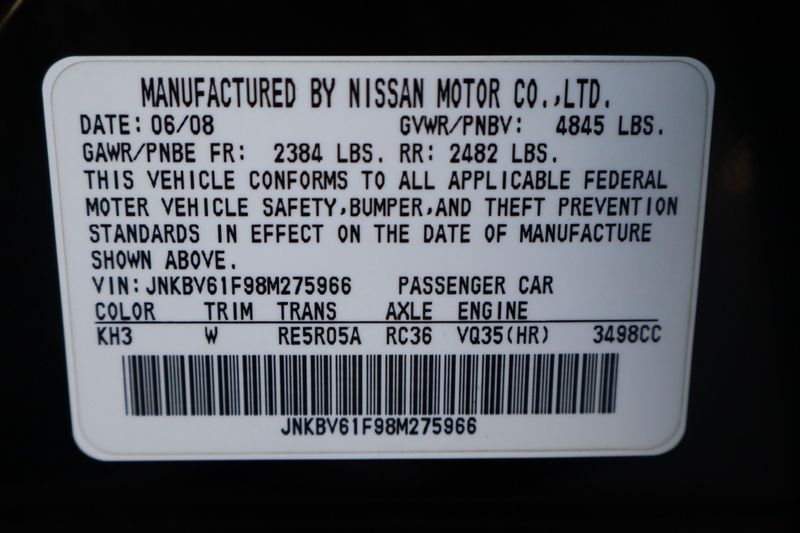 MANUFACTURED BY NISSAN MOTOR CO.,LTD.
DATE: 06/08 GVWR/PNBV: 4845 LBS.
GAWR/PNBE FR: 2384 LBS. RR: 2482 LBS.
THIS VEHICLE CONFORMS TO ALL APPLICABLE FEDERAL
MOTER VEHICLE SAFETY,BUMPER,AND THEFT PREVENTION
STANDARDS IN EFFECT ON THE DATE OF MANUFACTURE
SHOWN ABOVE.
VIN: JNKBV61F98M275966 PASSENGER CAR
COLOR TRIM TRANS AXLE ENGINE
KH3 W RE5R05A RC36 VQ35(HR) 3498CC
JNKBV61F98M275966